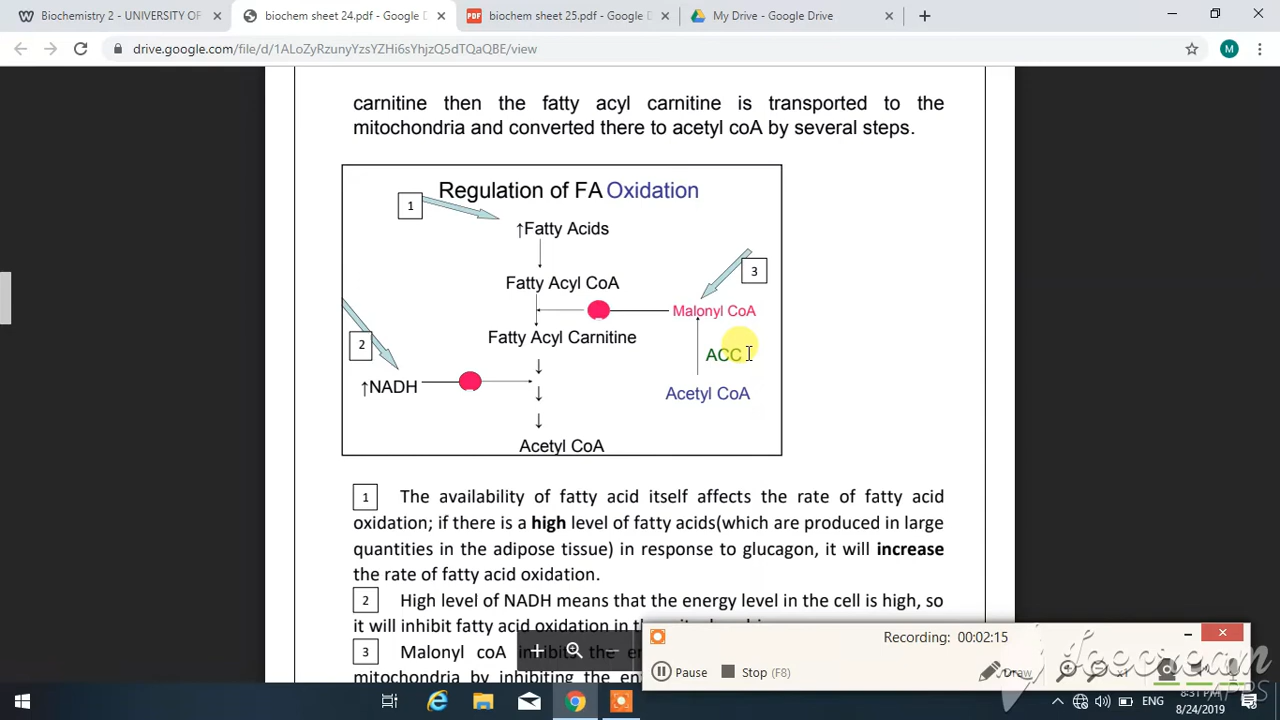 Biochemistry 2 - UNIVERSITY OF
biochem sheet 24.pdf - Google D
biochem sheet 25.pdf - Google D
My Drive - Google Drive
drive.google.com/file/d/1ALoZyRzunyYzsYZHi6sYhjzQ5dTQaQBE/view
M
carnitine then the fatty acyl carnitine is transported to the
mitochondria and converted there to acetyl coA by several steps.
Regulation of FA Oxidation
1
↑Fatty Acids
3
Fatty Acyl CoA
Malonyl CoA
2
Fatty Acyl Carnitine
ACC
↑NADH
Acetyl CoA
Acetyl CoA
1 The availability of fatty acid itself affects the rate of fatty acid
oxidation; if there is a high level of fatty acids(which are produced in large
quantities in the adipose tissue) in response to glucagon, it will increase
the rate of fatty acid oxidation.
2 High level of NADH means that the energy level in the cell is high, so
it will inhibit fatty acid oxidation in
3 Malonyl coA inhibits the
mitochondria by inhibiting the
Recording: 00:02:15
Pause
Stop (F8)
Draw
x1
Icecream
APPS
8:31 PM
8/24/2019